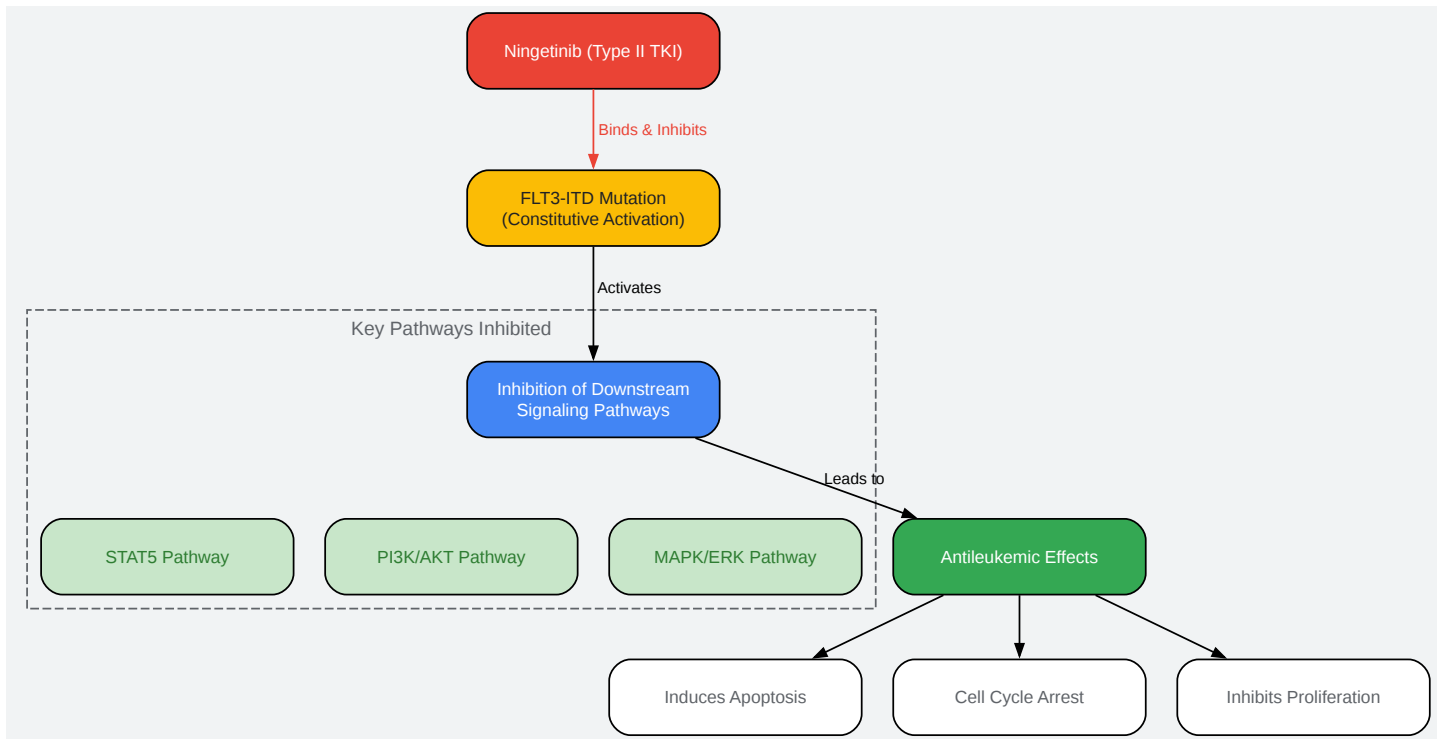 Ningetinib (Type II TKI)
Binds & Inhibits
FLT3-ITD Mutation
(Constitutive Activation)
Activates
Key Pathways Inhibited
Inhibition of Downstream
Signaling Pathways
Leads to
STAT5 Pathway
PI3K/AKT Pathway
MAPK/ERK Pathway
Antileukemic Effects
Induces Apoptosis
Cell Cycle Arrest
Inhibits Proliferation